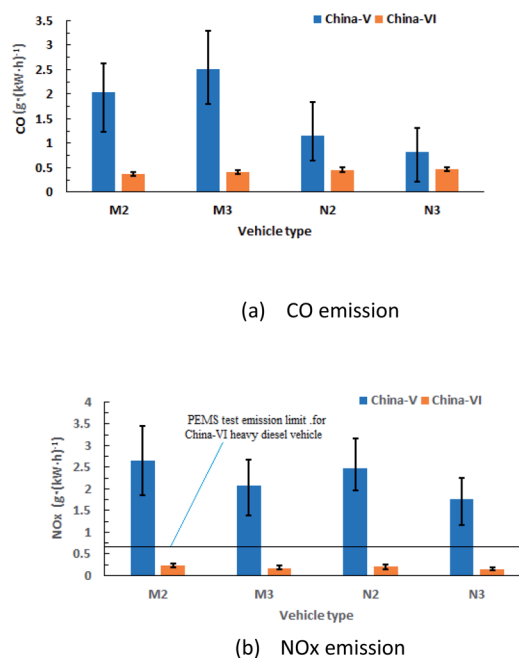 China-V China-VI
3.5
3
2.5
2
1.5
1
0.5
0
CO (g•(kW·h)-1)
M2 M3 N2 N3
Vehicle type
(a) CO emission
China-V China-VI
4
3.5
3
2.5
2
1.5
1
0.5
0
NOx (g•(kW·h)-1)
PEMS test emission limit .for
China-VI heavy diesel vehicle
M2 M3 N2 N3
Vehicle type
(b) NOx emission